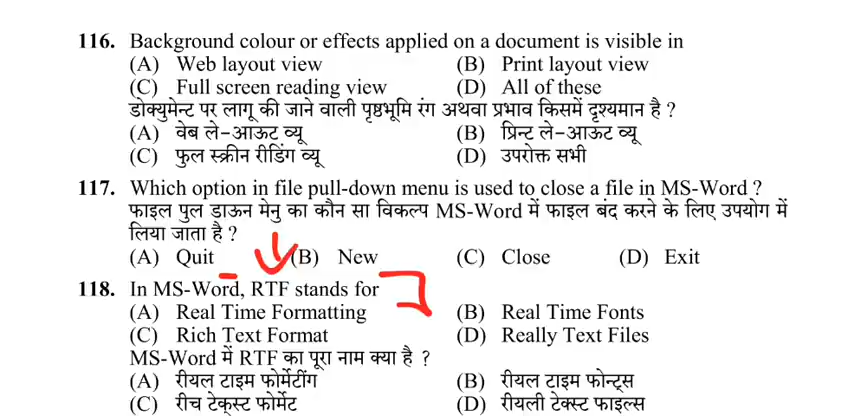 116. Background colour or effects applied on a document is visible in
(A) Web layout view (B) Print layout view
(C) Full screen reading view (D) All of these
डोक्युमेन्ट पर लागू की जाने वाली पृष्ठभूमि रंग अथवा प्रभाव किसमें दृश्यमान है ?
(A) वेब ले-आऊट व्यू (B) प्रिन्ट ले-आऊट व्यू
(C) फुल स्क्रीन रीडिंग व्यू (D) उपरोक्त सभी
117. Which option in file pull-down menu is used to close a file in MS-Word ?
फाइल पुल डाऊन मेनु का कौन सा विकल्प MS-Word में फाइल बंद करने के लिए उपयोग में
लिया जाता है ?
(A) Quit (B) New (C) Close (D) Exit
118. In MS-Word, RTF stands for
(A) Real Time Formatting (B) Real Time Fonts
(C) Rich Text Format (D) Really Text Files
MS-Word में RTF का पूरा नाम क्या है ?
(A) रीयल टाइम फोर्मेटींग (B) रीयल टाइम फोन्ट्स
(C) रीच टेक्स्ट फोर्मेट (D) रीयली टेक्स्ट फाइल्स